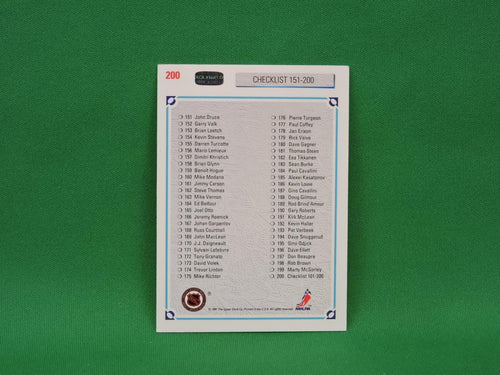 200
CHECKLIST 151-200
151 John Druce
152 Garry Valk
153 Brian Leetch
154 Kevin Stevens
155 Darren Turcotte
156 Mario Lemieux
157 Dimitri Khristich
158 Brian Glynn
159 Benoit Hogue
160 Mike Modano
161 Jimmy Carson
162 Steve Thomas
163 Mike Vernon
164 Ed Belfour
165 Joel Otto
166 Jeremy Roenick
167 Johan Garpenlov
168 Russ Courtnall
169 John MacLean
170 J.J. Daigneault
171 Sylvain Lefebvre
172 Tony Granato
173 David Volek
174 Trevor Linden
175 Mike Richter
176 Pierre Turgeon
177 Paul Coffey
178 Jan Erixon
179 Rick Vaive
180 Dave Gagner
181 Thomas Steen
182 Esa Tikkanen
183 Sean Burke
184 Paul Cavallini
185 Alexei Kasatonov
186 Kevin Lowe
187 Gino Cavallini
188 Doug Gilmour
189 Rod Brind'Amour
190 Gary Roberts
191 Kirk McLean
192 Kevin Haller
193 Pat Verbeek
194 Dave Snuggerud
195 Gino Odjick
196 Dave Ellett
197 Don Beaupre
198 Rob Brown
199 Marty McSorley
200 Checklist 101-200
NHLPA